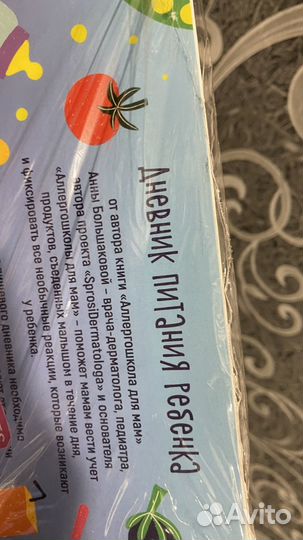 Дневник питания ребенка
от автора книги «Аллергошкола для мам»
Анны Большаковой – врача-дерматолога, педиатра,
автора проекта «SprosiDermatologa» и основателя
«Аллергошколы для мам» – поможет мамам вести учет
продуктов, съеденных малышом в течение дня,
и фиксировать все необычные реакции, которые возникают
у ребенка.
дневника необходимо
Avito